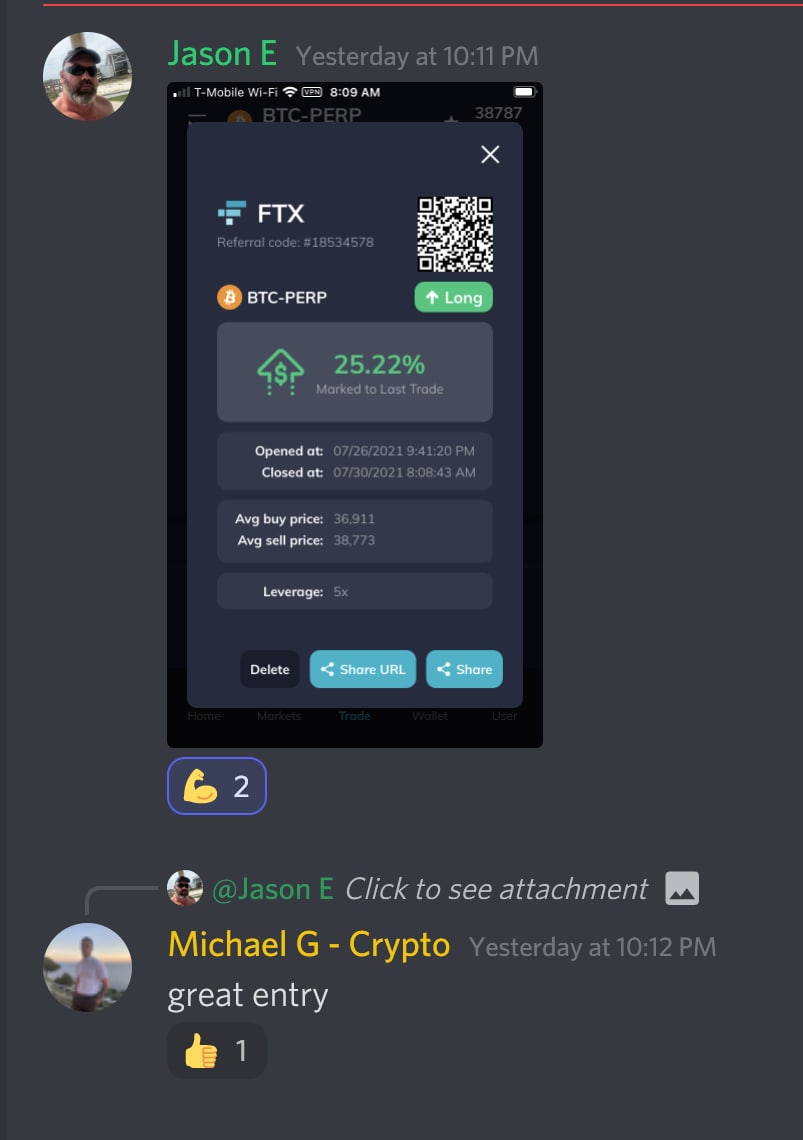 Jason E Yesterday at 10:11 PM
T-Mobile Wi-Fi VPN 8:09 AM
BTC-PERP 38787
FTX
Referral code: #18534578
BTC-PERP Long
25.22%
Marked to Last Trade
Opened at: 07/26/2021 9:41:20 PM
Closed at: 07/30/2021 8:08:43 AM
Avg buy price: 36,911
Avg sell price: 38,773
Leverage: 5x
Delete Share URL Share
Home Markets Trade Wallet User
2
@Jason E Click to see attachment
Michael G - Crypto Yesterday at 10:12 PM
great entry
1